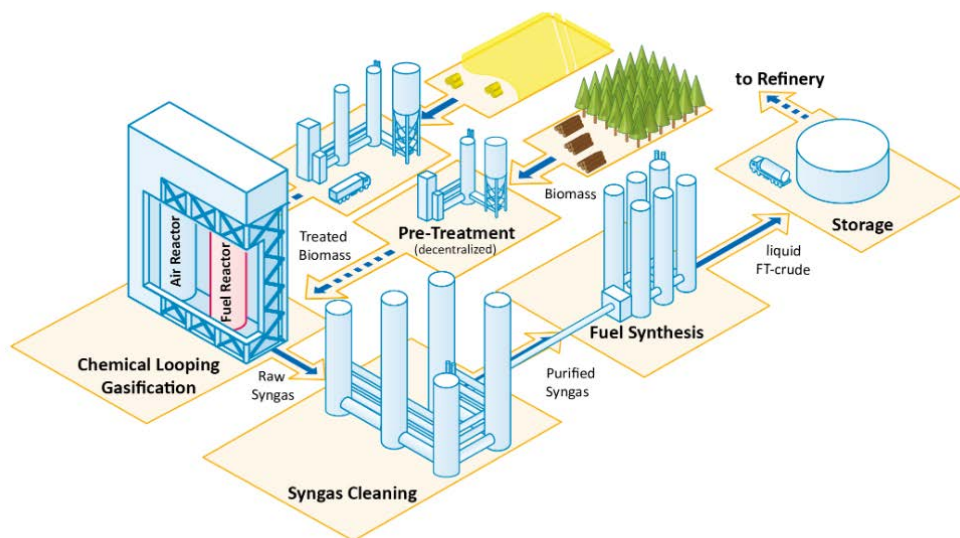 to Refinery
Storage
Biomass
Pre-Treatment
(decentralized)
Treated
Biomass
Air Reactor
Fuel Reactor
Chemical Looping
Gasification
Raw
Syngas
Syngas Cleaning
Purified
Syngas
Fuel Synthesis
liquid
FT-crude